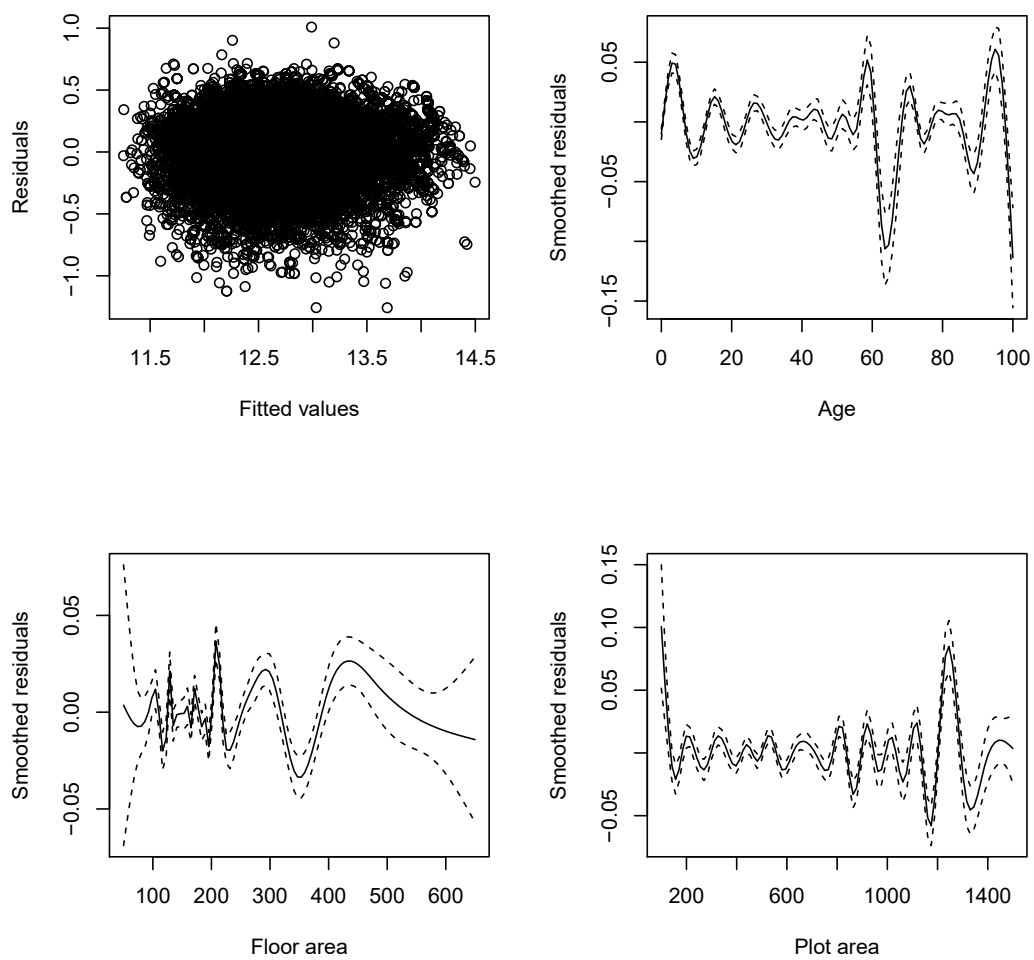 Residuals
1.0
0.5
0.0
−0.5
−1.0
11.5 12.5 13.5 14.5
Fitted values
Smoothed residuals
0.05
−0.05
−0.15
0 20 40 60 80 100
Age
Smoothed residuals
0.05
0.00
−0.05
100 200 300 400 500 600
Floor area
Smoothed residuals
0.15
0.10
0.05
−0.05
200 600 1000 1400
Plot area